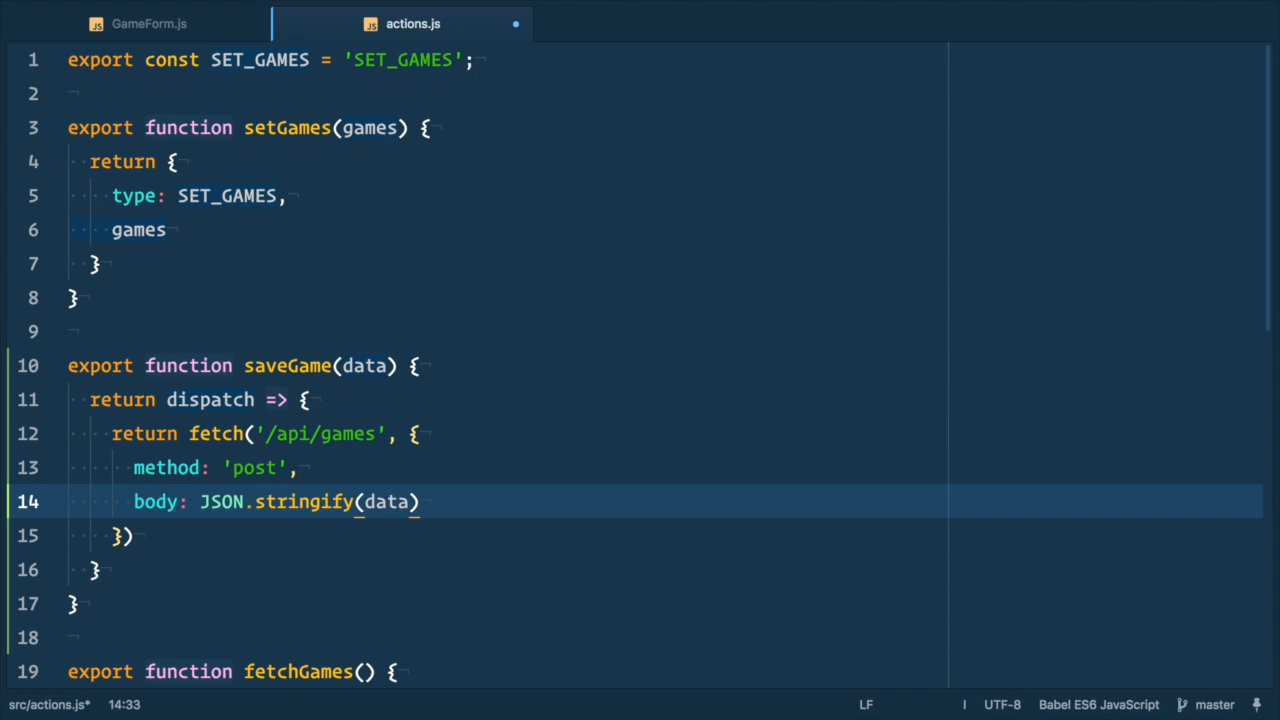 GameForm.js
actions.js
1 export const SET_GAMES = 'SET_GAMES';
2
3 export function setGames(games) {
4 return {
5 type: SET_GAMES,
6 games
7 }
8 }
9
10 export function saveGame(data) {
11 return dispatch => {
12 return fetch('/api/games', {
13 method: 'post',
14 body: JSON.stringify(data)
15 })
16 }
17 }
18
19 export function fetchGames() {
src/actions.js* 14:33 LF UTF-8 Babel ES6 JavaScript master